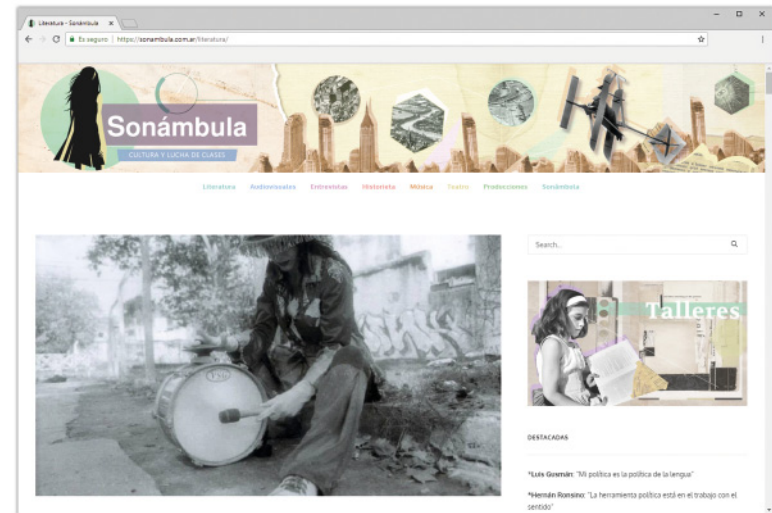 Literatura – Sonámbula
Es seguro https://sonambula.com.ar/literatura/
Sonámbula
CULTURA Y LUCHA DE CLASES
Literatura Audiovisuales Entrevistas Historieta Música Teatro Producciones Sonámbula
Search...
Talleres
DESTACADAS
*Luis Gusmán: "Mi política es la política de la lengua"
*Hernán Ronsino: "La herramienta política está en el trabajo con el
sentido"